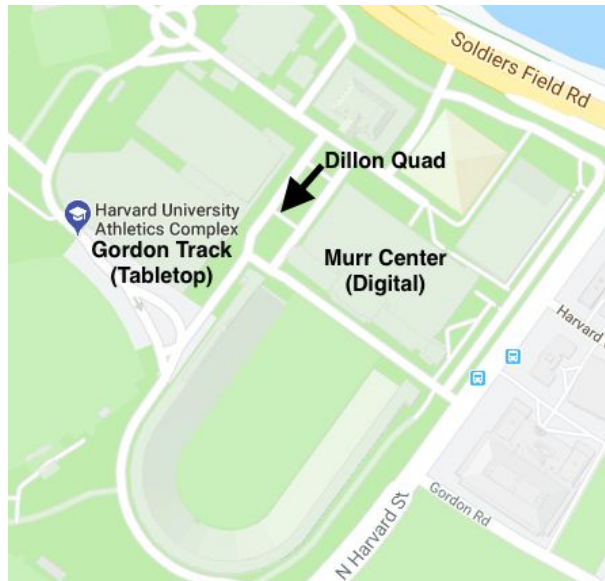 Soldiers Field Rd
Dillon Quad
Harvard University
Athletics Complex
Gordon Track
(Tabletop)
Murr Center
(Digital)
Harvard
Gordon Rd
N Harvard St